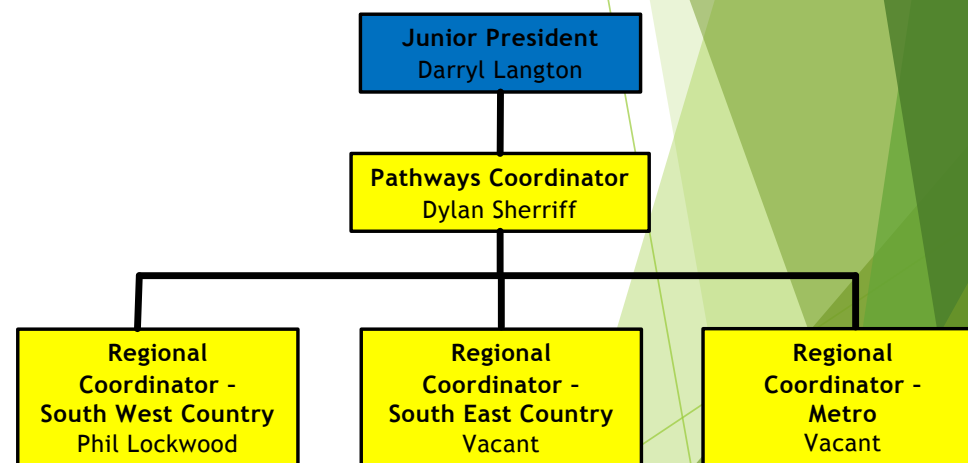 Junior President
Darryl Langton
Pathways Coordinator
Dylan Sherriff
Regional
Coordinator –
South West Country
Phil Lockwood
Regional
Coordinator –
South East Country
Vacant
Regional
Coordinator –
Metro
Vacant